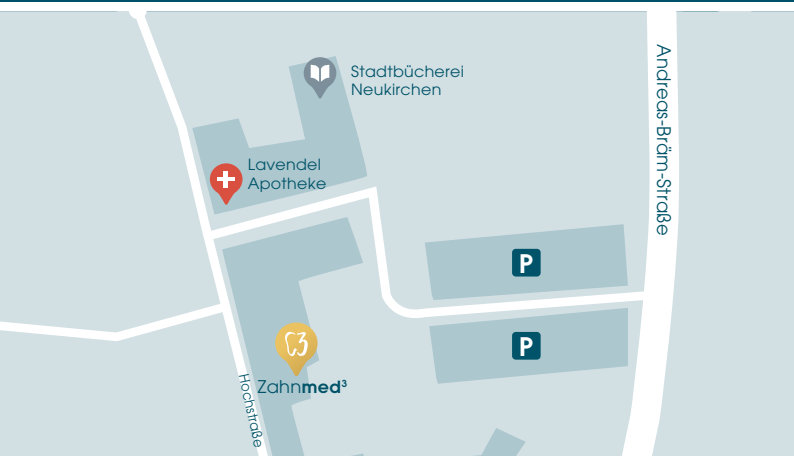 Stadtbücherei
Neukirchen
Andreas-Bräm-Straße
Lavendel
Apotheke
P
P
Zahnmed³
Hochstraße